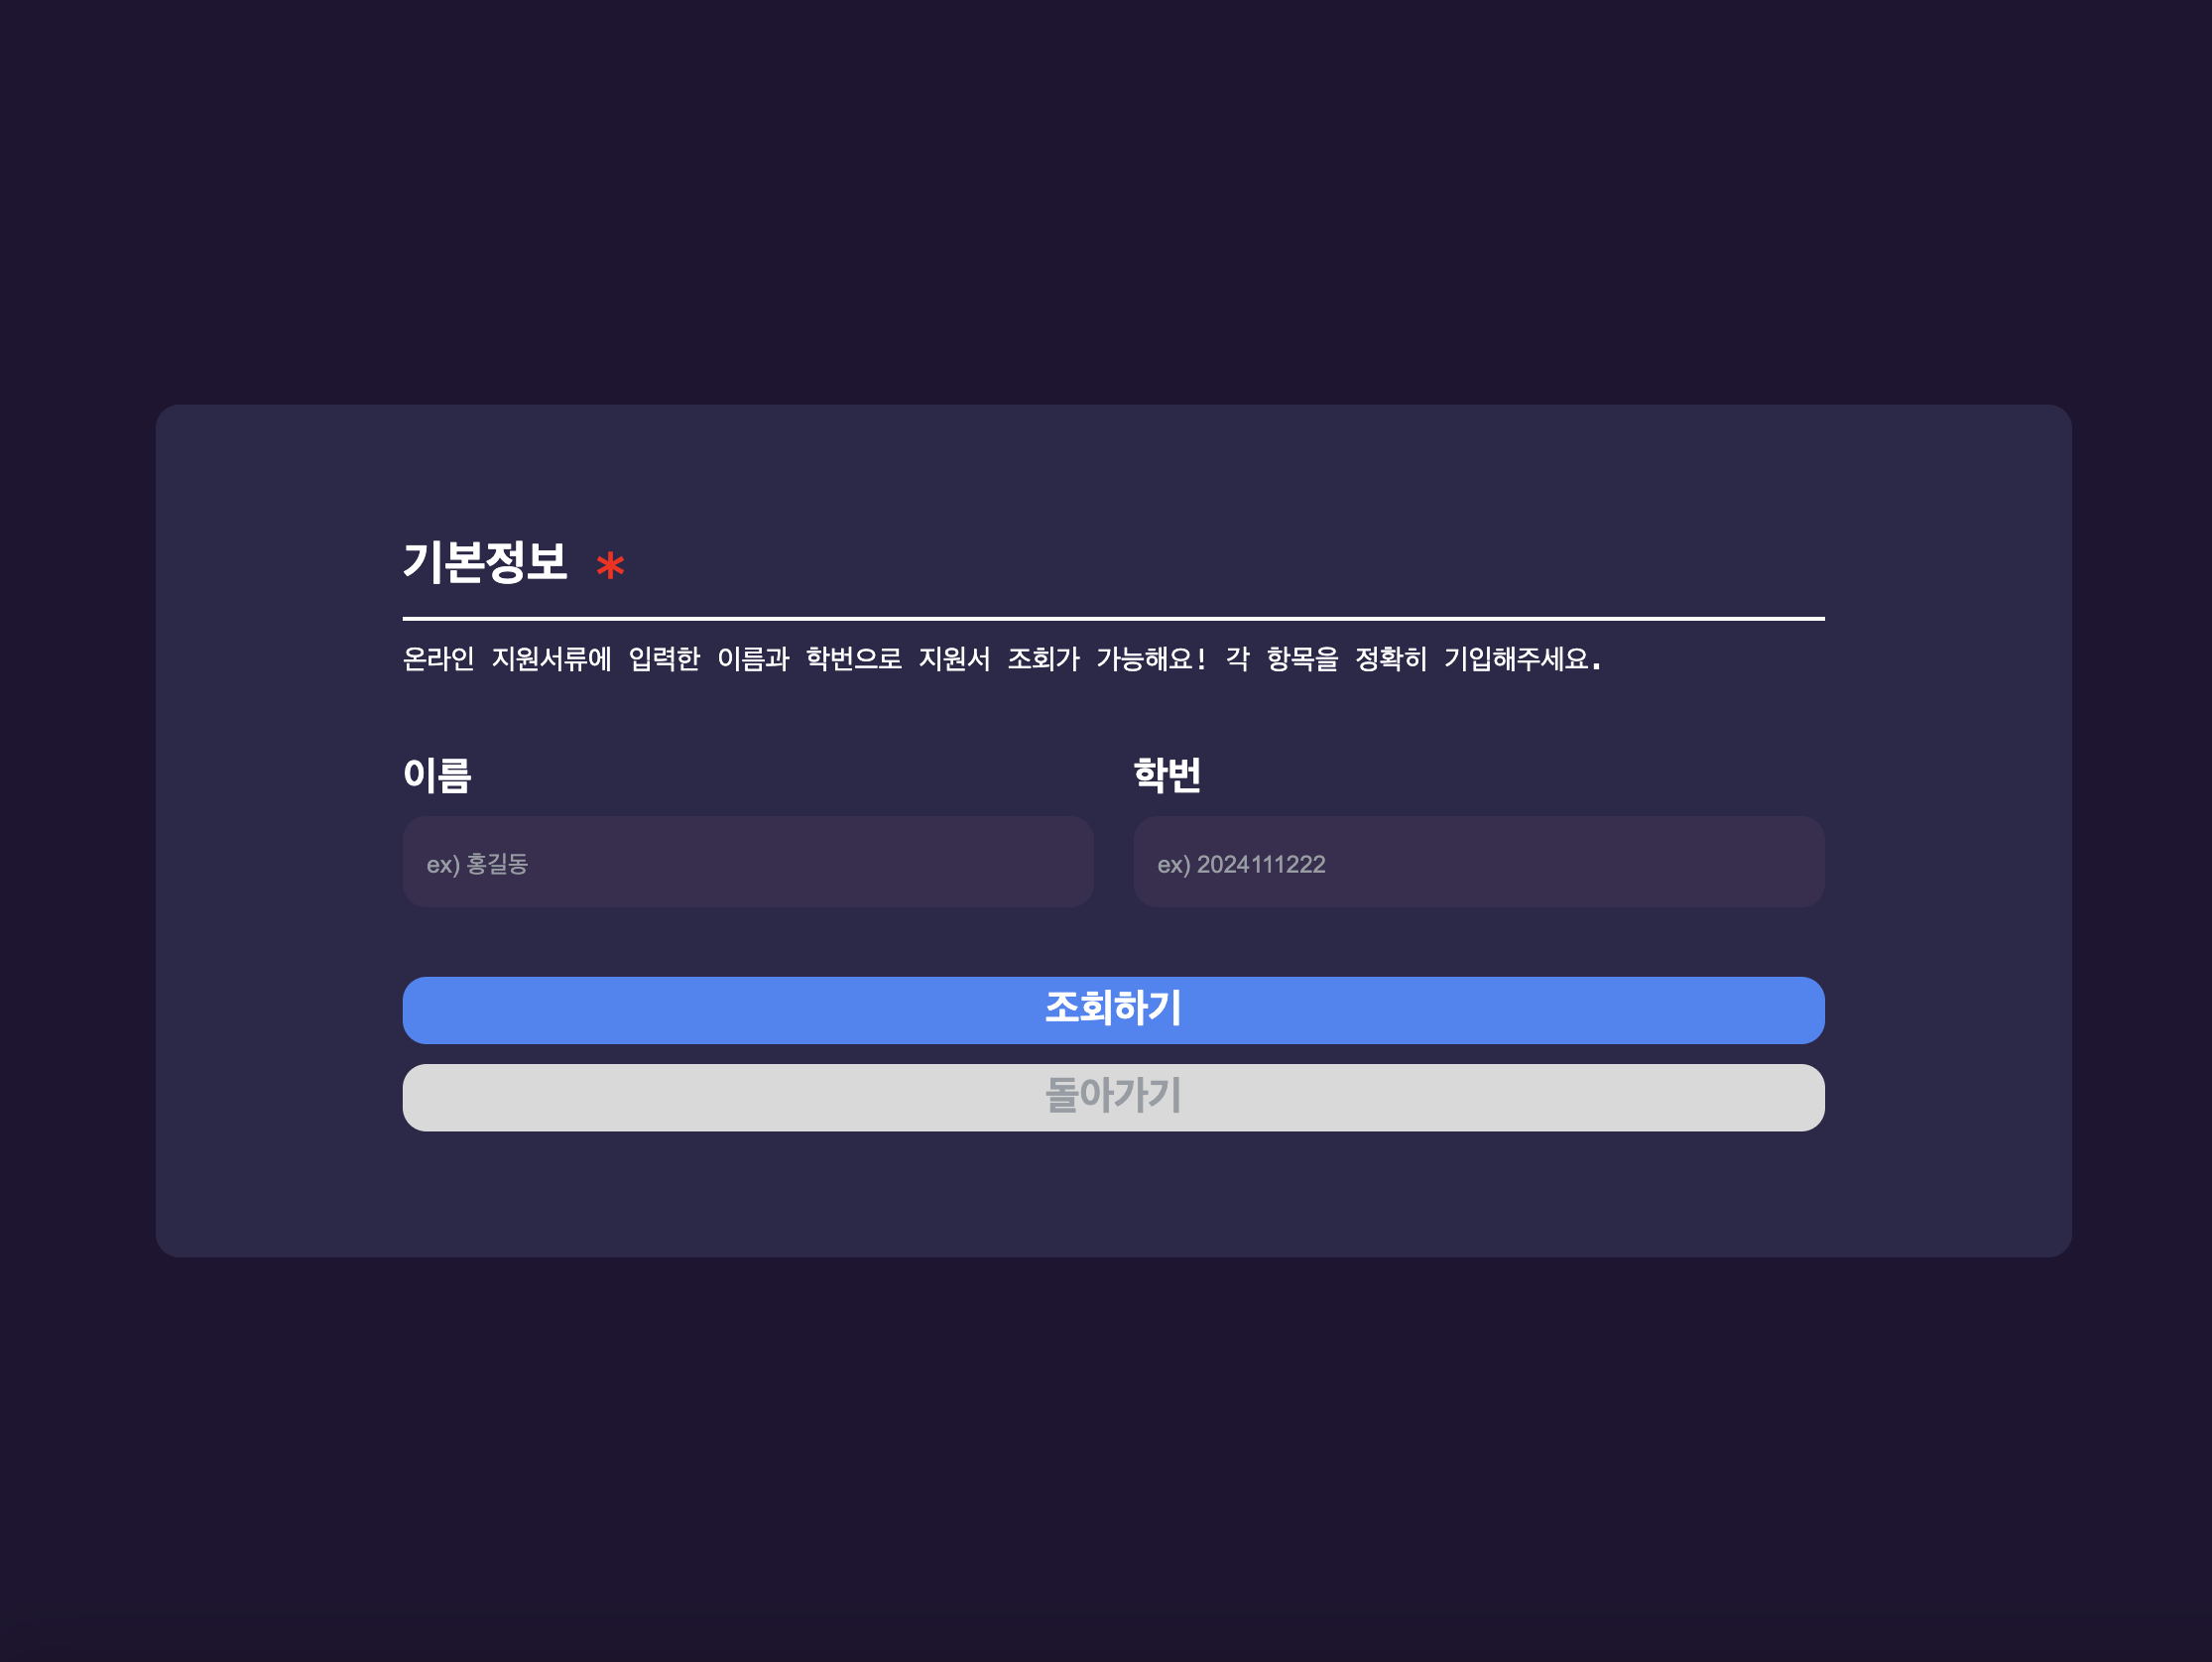 기본정보 *
온라인 지원서류에 입력한 이름과 학번으로 지원서 조회가 가능해요! 각 항목을 정확히 기입해주세요.
이름
학번
ex) 홍길동
ex) 2024111222
조회하기
돌아가기